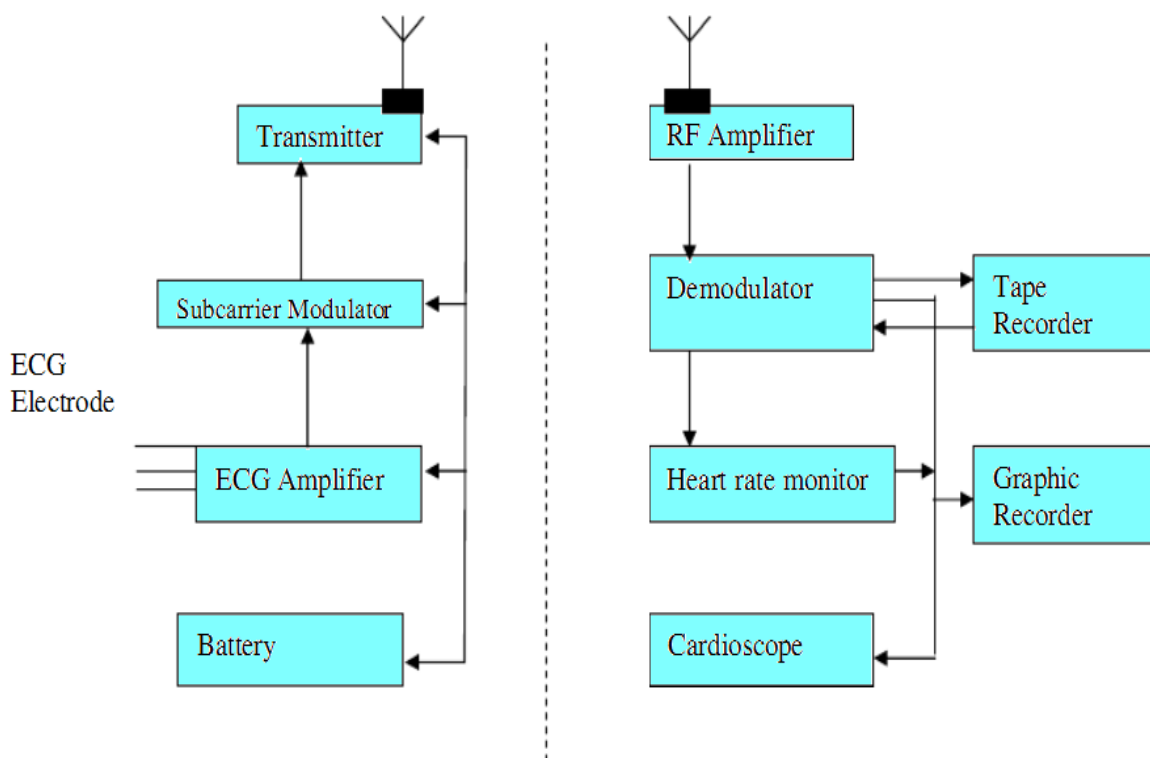 Transmitter
Subcarrier Modulator
ECG
Electrode
ECG Amplifier
Battery
RF Amplifier
Demodulator
Tape
Recorder
Heart rate monitor
Graphic
Recorder
Cardioscope